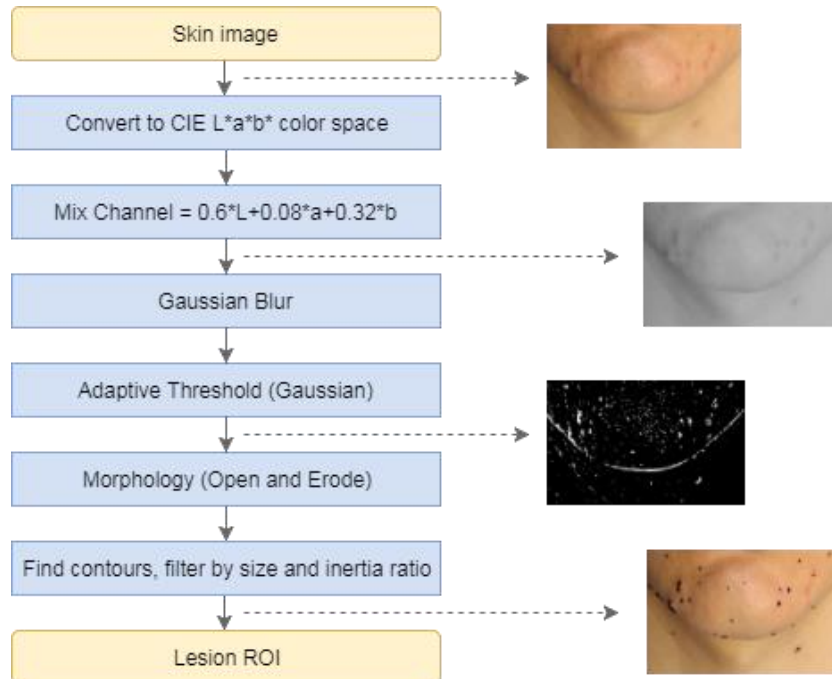 Skin image
Convert to CIE L*a*b* color space
Mix Channel = 0.6*L+0.08*a+0.32*b
Gaussian Blur
Adaptive Threshold (Gaussian)
Morphology (Open and Erode)
Find contours, filter by size and inertia ratio
Lesion ROI